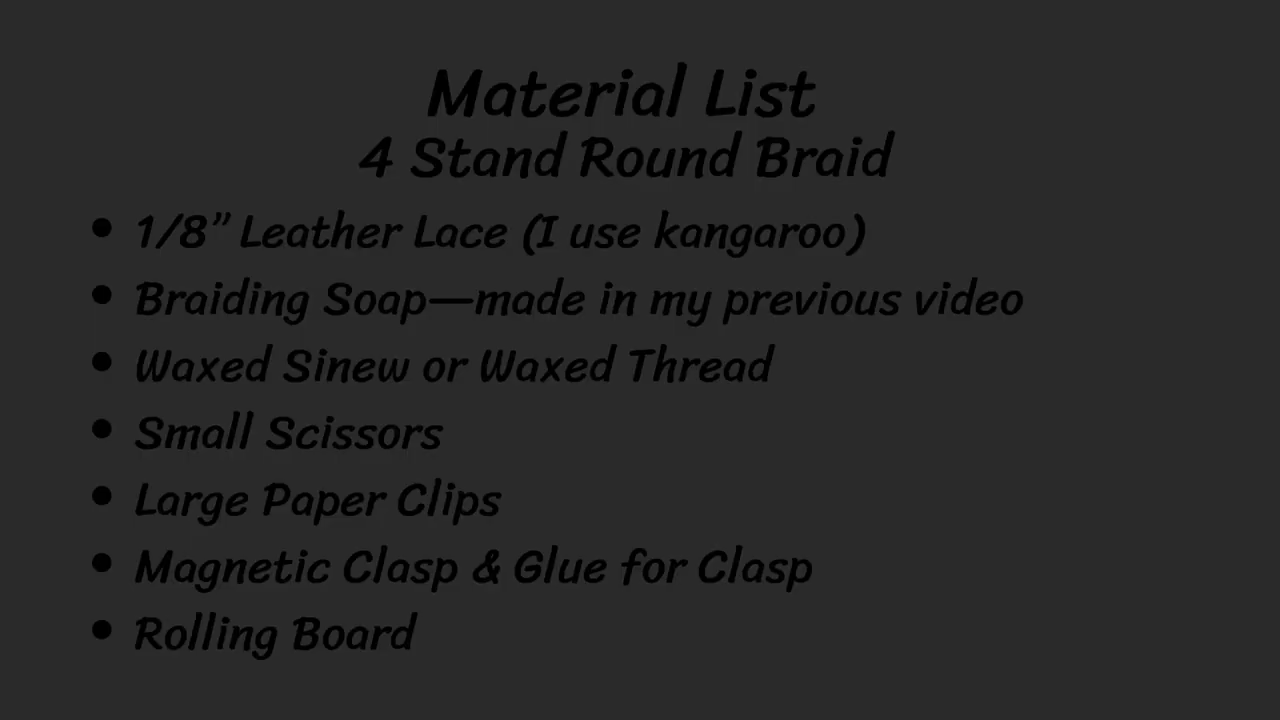 Material List
4 Stand Round Braid
• 1/8” Leather Lace (I use kangaroo)
• Braiding Soap—made in my previous video
• Waxed Sinew or Waxed Thread
• Small Scissors
• Large Paper Clips
• Magnetic Clasp & Glue for Clasp
• Rolling Board